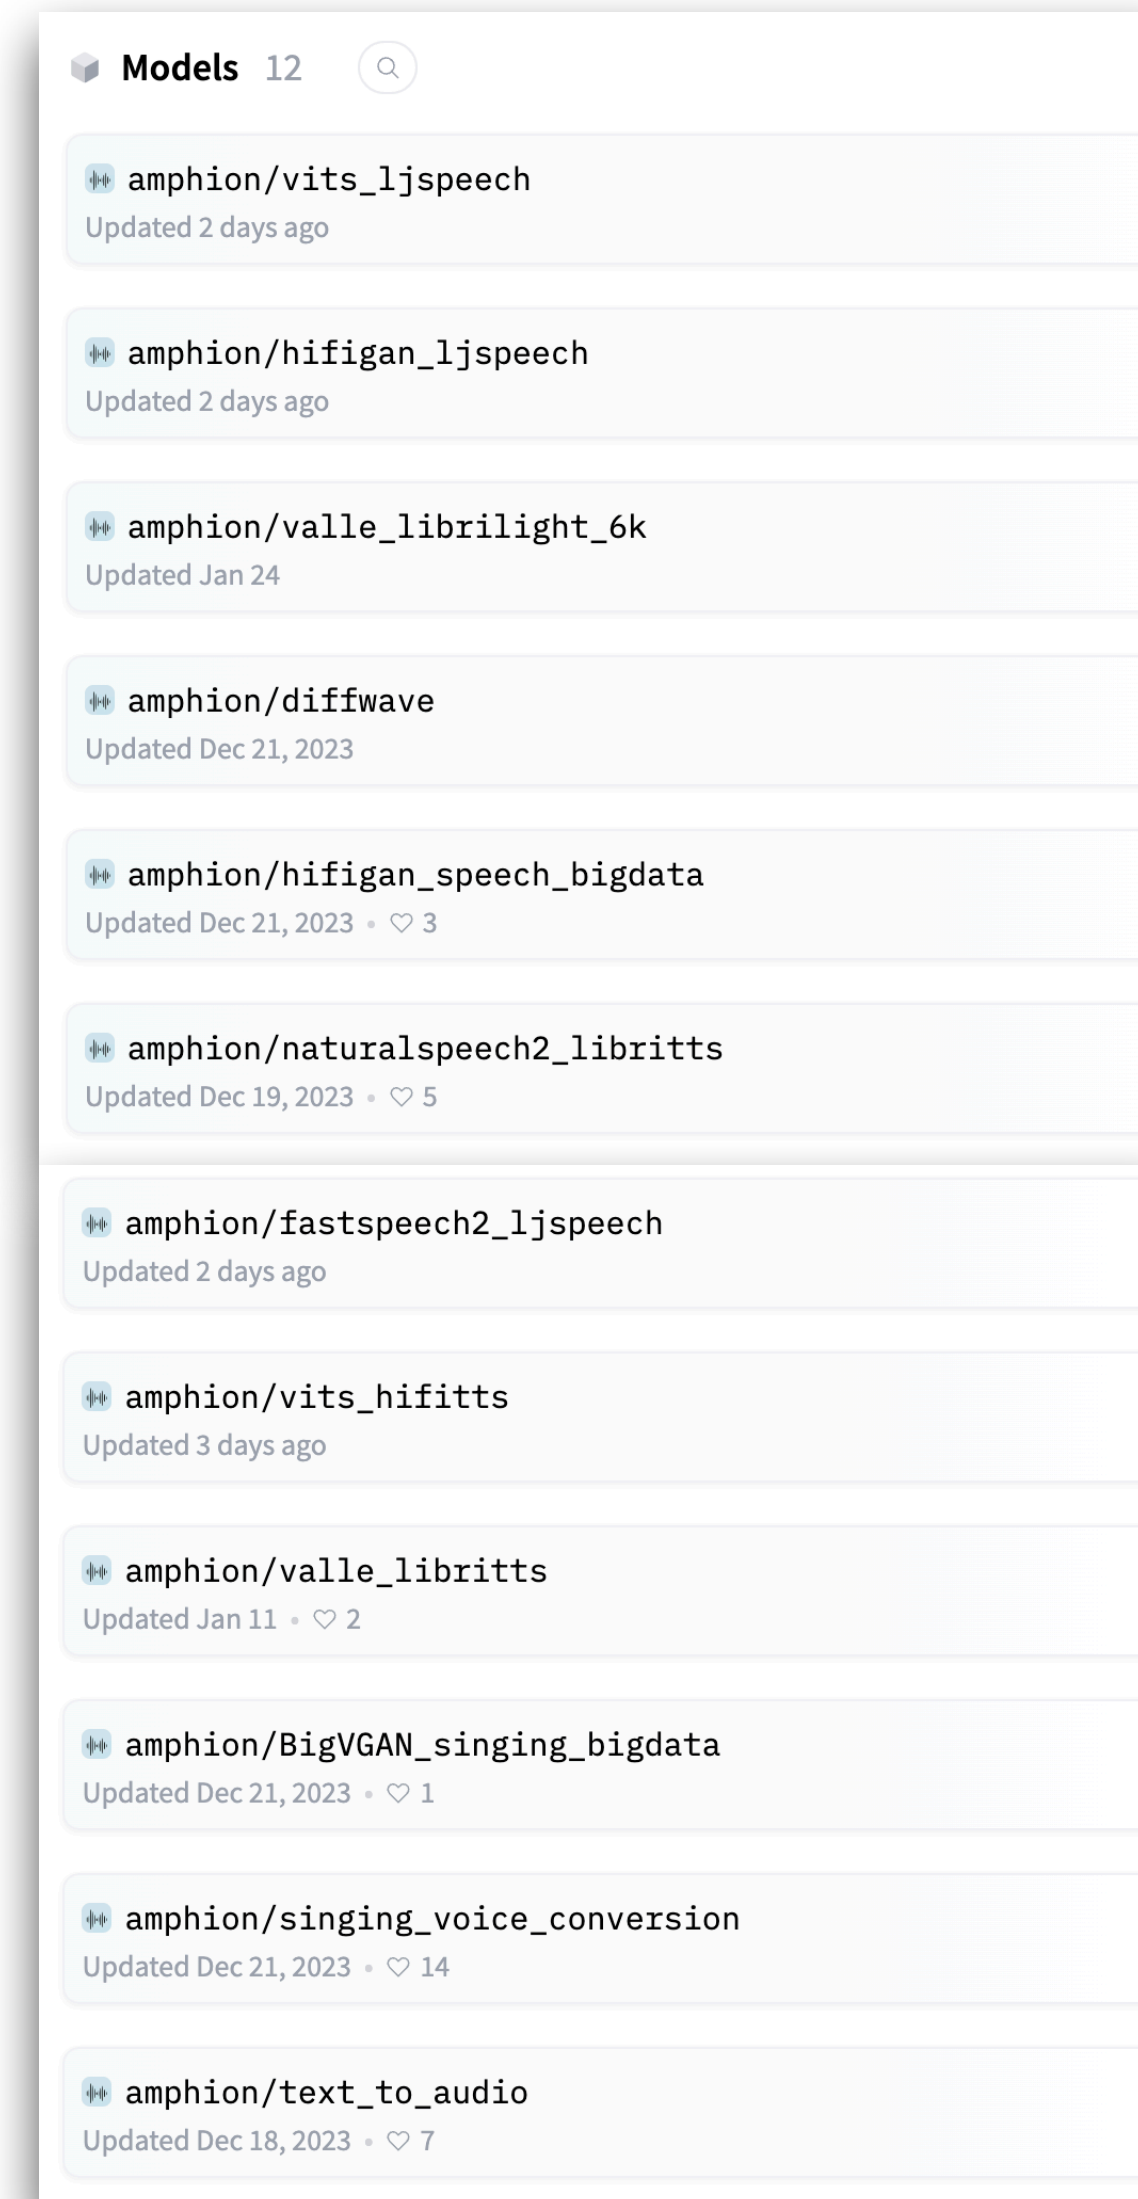 Models 12
amphion/vits_ljspeech
Updated 2 days ago
amphion/hifigan_ljspeech
Updated 2 days ago
amphion/valle_librilight_6k
Updated Jan 24
amphion/diffwave
Updated Dec 21, 2023
amphion/hifigan_speech_bigdata
Updated Dec 21, 2023 • 3
amphion/naturalspeech2_libritts
Updated Dec 19, 2023 • 5
amphion/fastspeech2_ljspeech
Updated 2 days ago
amphion/vits_hifitts
Updated 3 days ago
amphion/valle_libritts
Updated Jan 11 • 2
amphion/BigVGAN_singing_bigdata
Updated Dec 21, 2023 • 1
amphion/singing_voice_conversion
Updated Dec 21, 2023 • 14
amphion/text_to_audio
Updated Dec 18, 2023 • 7